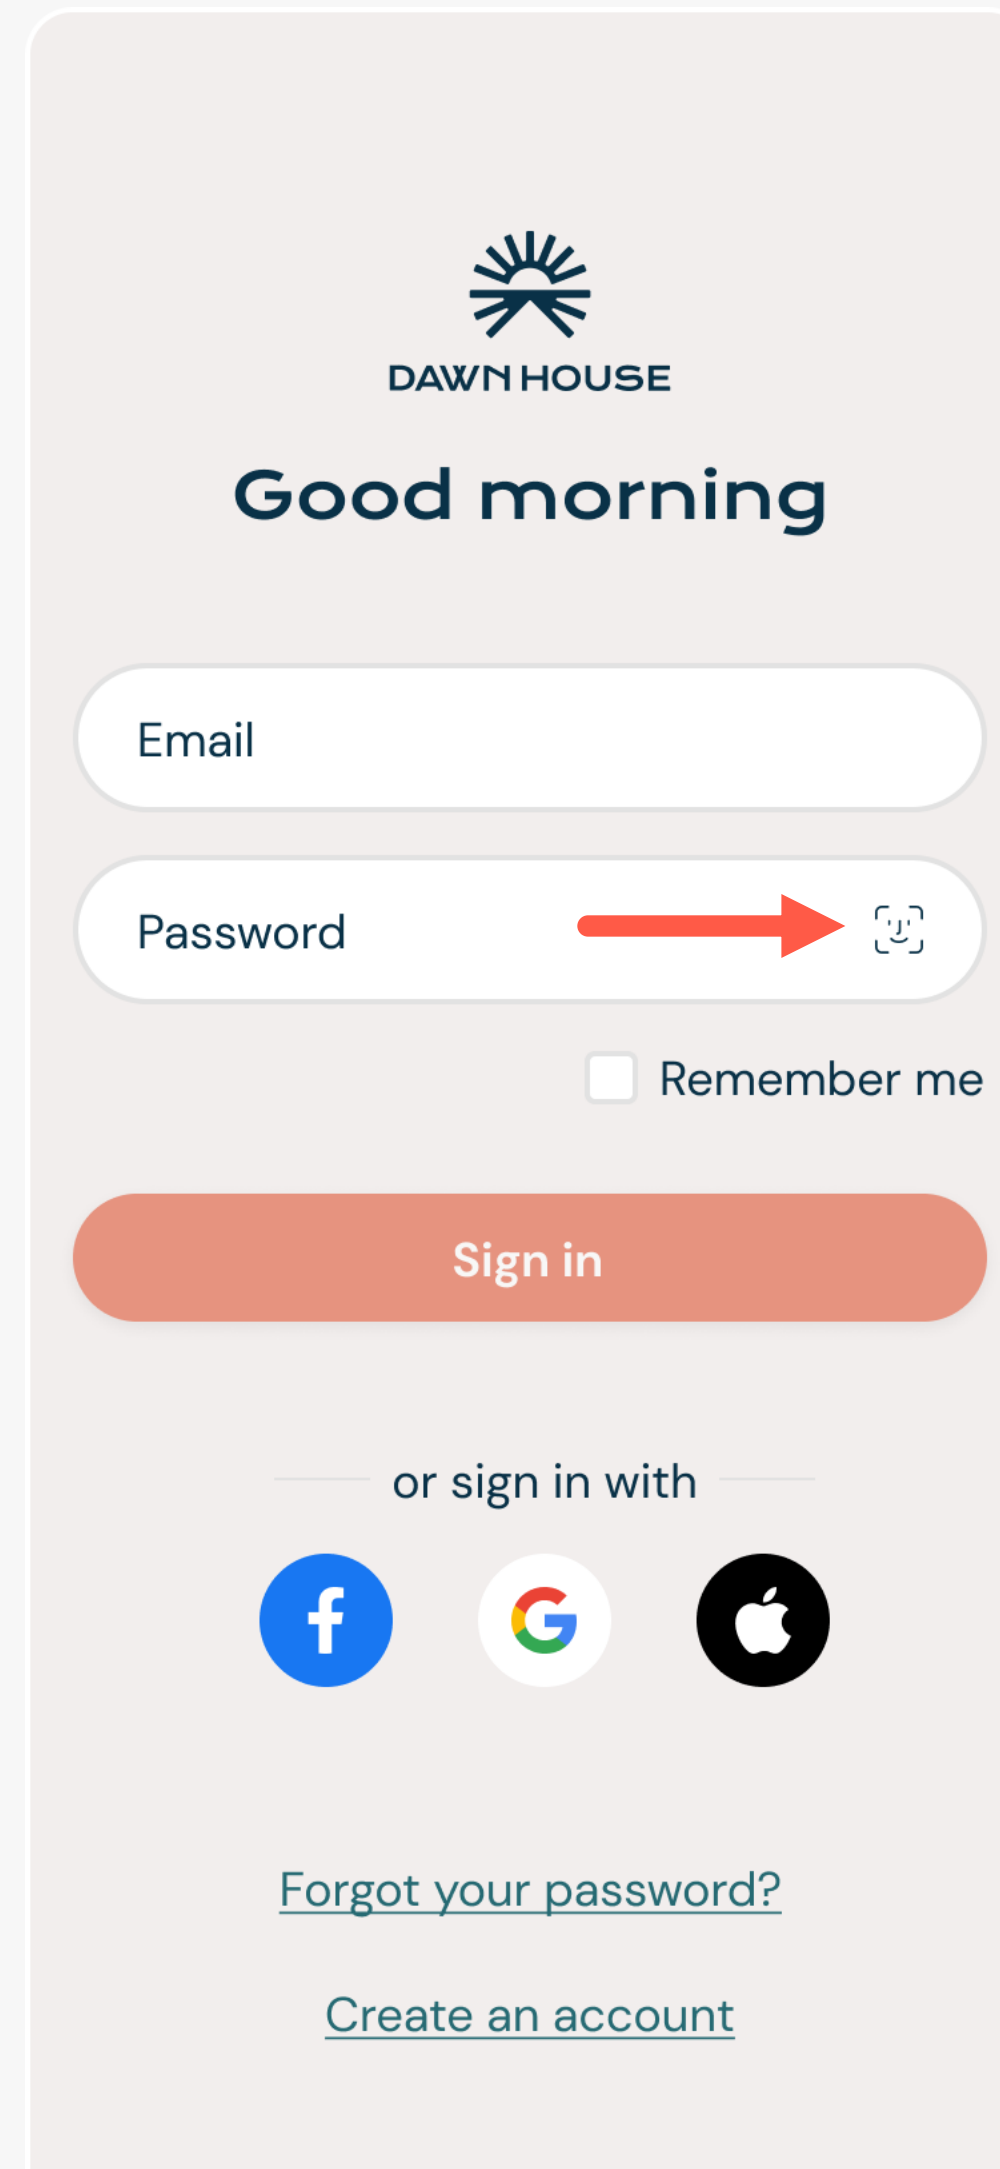 DAWN HOUSE
Good morning
Email
Password
Remember me
Sign in
or sign in with
Forgot your password?
Create an account